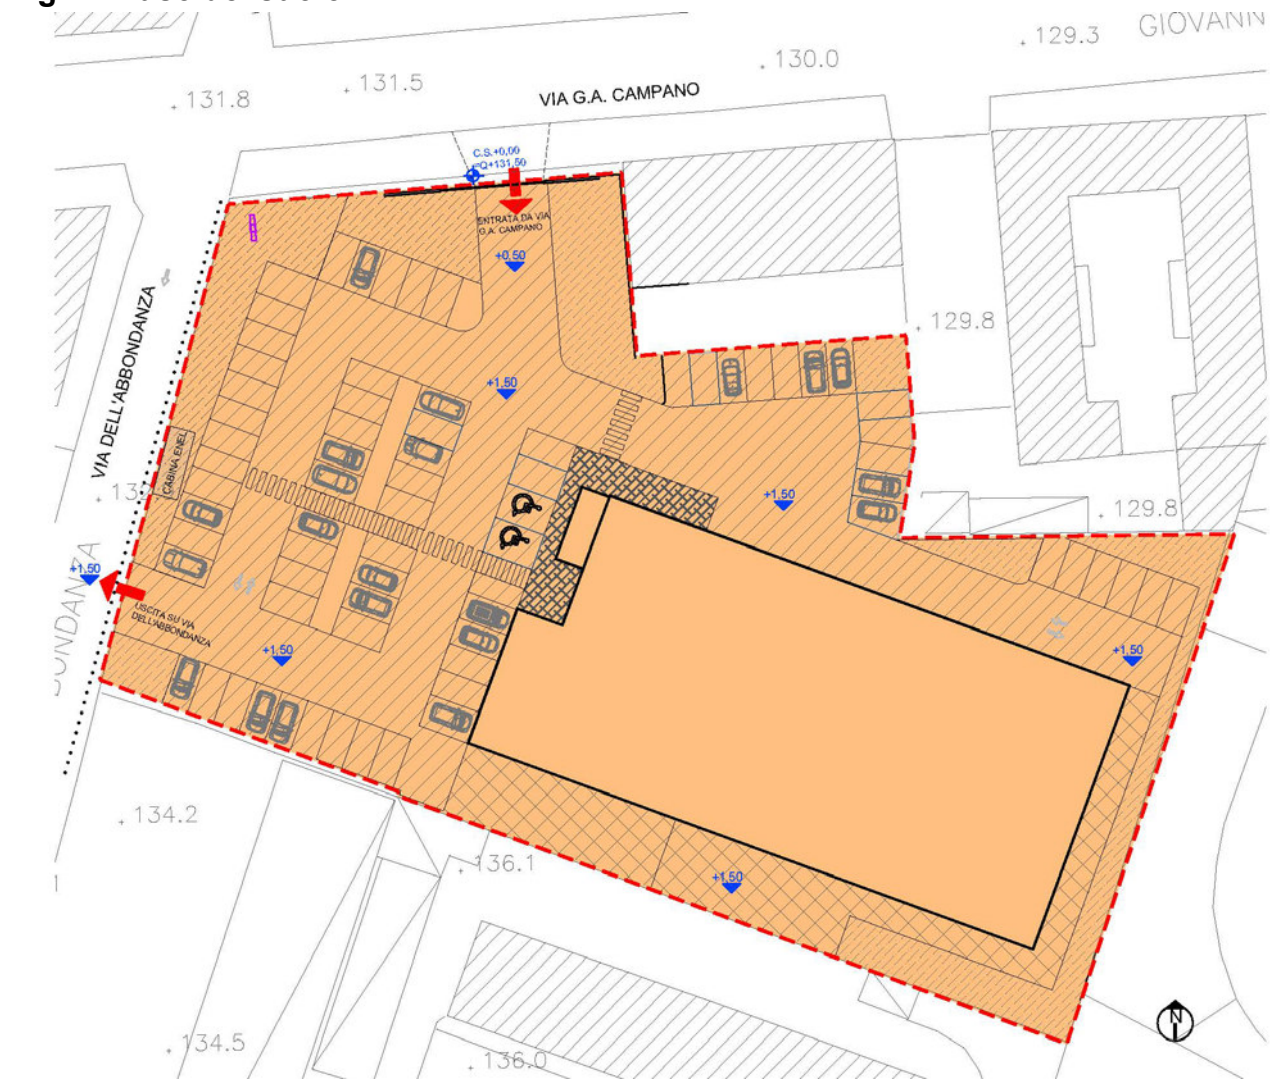 GIOVANN
129.3
130.0
131.5
131.8
VIA G.A. CAMPANO
C.S.+0,00
=Q+131,50
ENTRATA DA VIA
G.A. CAMPANO
+0,50
VIA DELL'ABBONDANZA
129.8
+1,50
CABINA ENEL
+1,50
129.8
+1,50
USCITA SU VIA
DELL'ABBONDANZA
+1,50
+1,50
134.2
136.1
+1,50
134.5
136.0
N